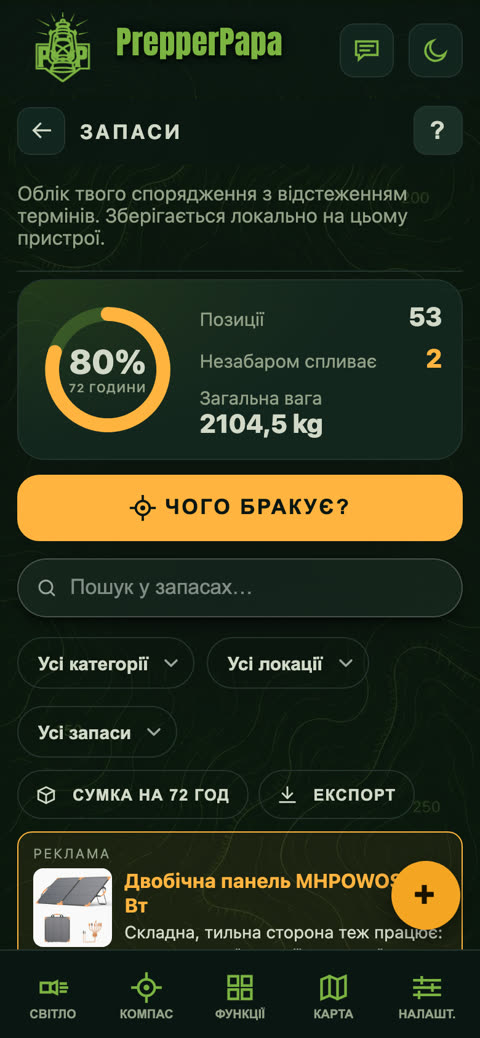 PrepperPapa
ЗАПАСИ
?
Облік твого спорядження з відстеженням
термінів. Зберігається локально на цьому
пристрої.
200
80%
72 ГОДИНИ
Позиції 53
Незабаром спливає 2
Загальна вага
2104,5 kg
ЧОГО БРАКУЄ?
Пошук у запасах...
Усі категорії
Усі локації
Усі запаси
СУМКА НА 72 ГОД
ЕКСПОРТ
250
РЕКЛАМА
Двобічна панель MHPOWOS
Вт
Складна, тильна сторона теж працює:
+
СВІТЛО
КОМПАС
ФУНКЦІЇ
КАРТА
НАЛАШТ.